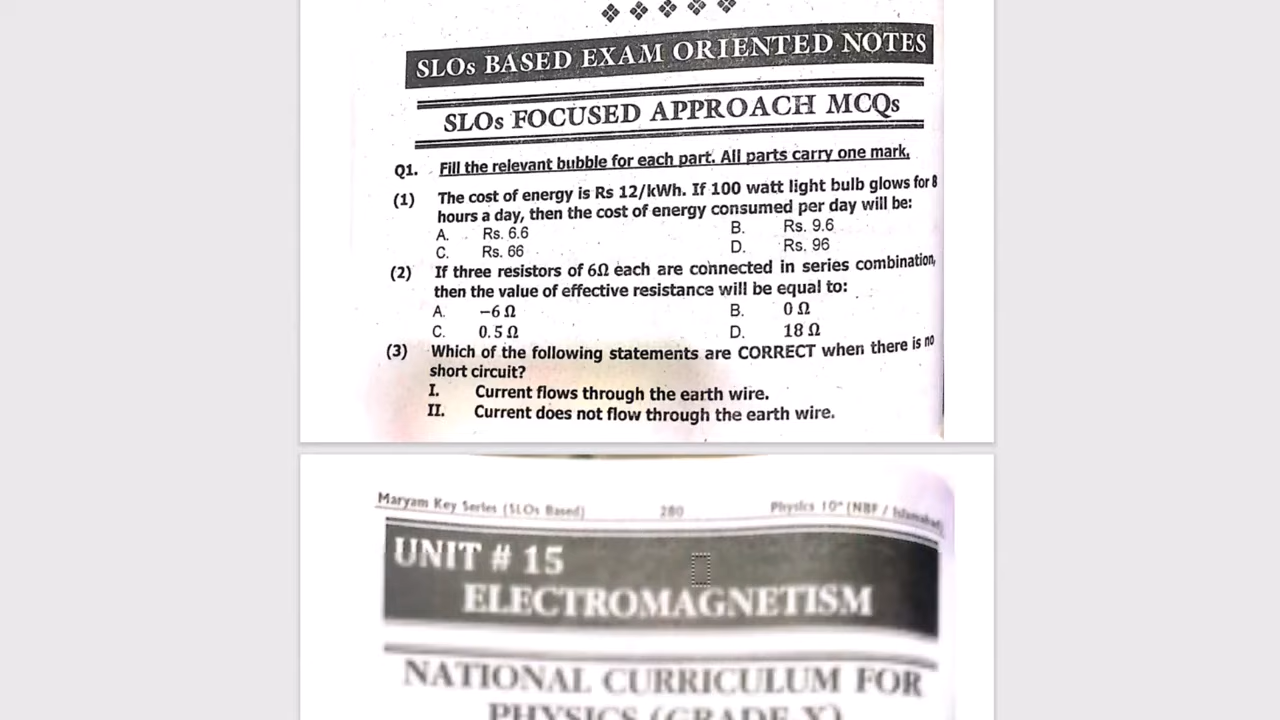 SLOs BASED EXAM ORIENTED NOTES
SLOs FOCUSED APPROACH MCQs
Q1. Fill the relevant bubble for each part. All parts carry one mark.
(1) The cost of energy is Rs 12/kWh. If 100 watt light bulb glows for 8
hours a day, then the cost of energy consumed per day will be:
A. Rs. 6.6 B. Rs. 9.6
C. Rs. 66 D. Rs. 96
(2) If three resistors of 6Ω each are connected in series combination,
then the value of effective resistance will be equal to:
A. −6 Ω B. 0 Ω
C. 0.5 Ω D. 18 Ω
(3) Which of the following statements are CORRECT when there is no
short circuit?
I. Current flows through the earth wire.
II. Current does not flow through the earth wire.
Maryam Key Series (SLOs Based) 280 Physics 10th (NBF / Islamabad)
UNIT # 15
ELECTROMAGNETISM
NATIONAL CURRICULUM FOR
PHYSICS (GRADE X)